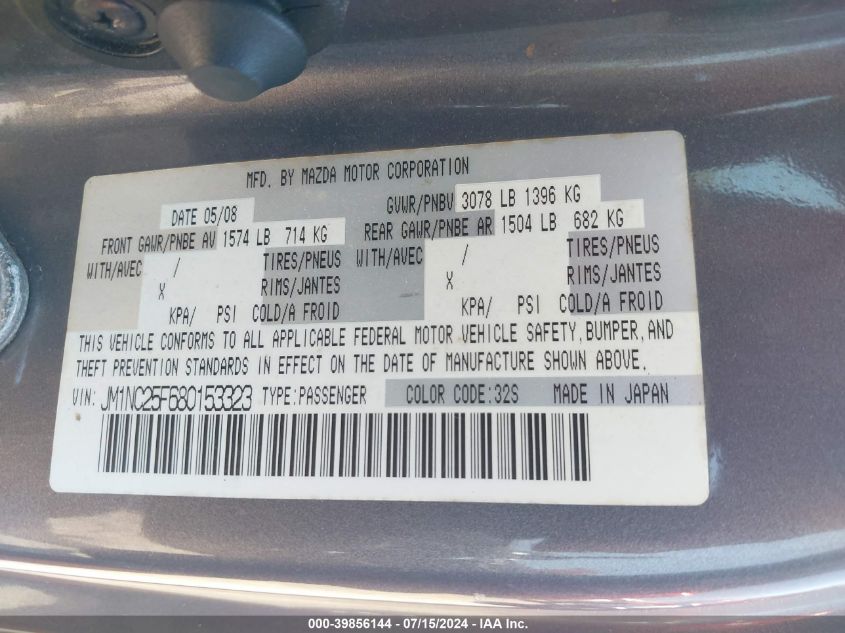 MFD. BY MAZDA MOTOR CORPORATION
DATE 05/08 GVWR/PNBV 3078 LB 1396 KG
FRONT GAWR/PNBE AV 1574 LB 714 KG REAR GAWR/PNBE AR 1504 LB 682 KG
WITH/AVEC / TIRES/PNEUS WITH/AVEC / TIRES/PNEUS
X RIMS/JANTES X RIMS/JANTES
KPA/ PSI COLD/A FROID KPA/ PSI COLD/A FROID
THIS VEHICLE CONFORMS TO ALL APPLICABLE FEDERAL MOTOR VEHICLE SAFETY, BUMPER, AND
THEFT PREVENTION STANDARDS IN EFFECT ON THE DATE OF MANUFACTURE SHOWN ABOVE.
VIN: JM1NC25F680153323 TYPE:PASSENGER COLOR CODE:32S MADE IN JAPAN
000-39856144 - 07/15/2024 - IAA Inc.